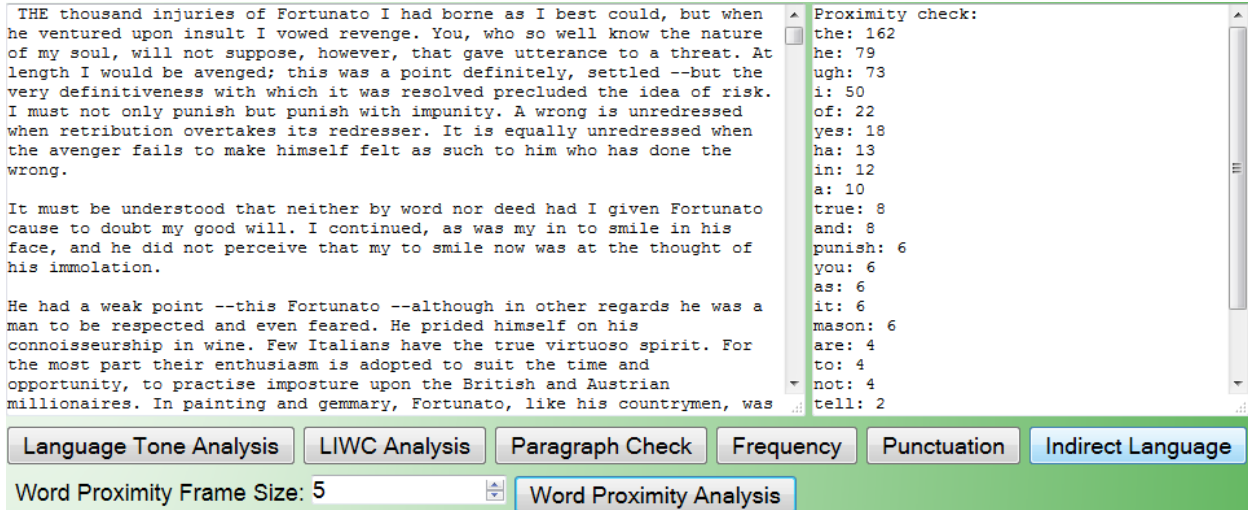 THE thousand injuries of Fortunato I had borne as I best could, but when
he ventured upon insult I vowed revenge. You, who so well know the nature
of my soul, will not suppose, however, that gave utterance to a threat. At
length I would be avenged; this was a point definitely, settled --but the
very definitiveness with which it was resolved precluded the idea of risk.
I must not only punish but punish with impunity. A wrong is unredressed
when retribution overtakes its redresser. It is equally unredressed when
the avenger fails to make himself felt as such to him who has done the
wrong.
It must be understood that neither by word nor deed had I given Fortunato
cause to doubt my good will. I continued, as was my in to smile in his
face, and he did not perceive that my to smile now was at the thought of
his immolation.
He had a weak point --this Fortunato --although in other regards he was a
man to be respected and even feared. He prided himself on his
connoisseurship in wine. Few Italians have the true virtuoso spirit. For
the most part their enthusiasm is adopted to suit the time and
opportunity, to practise imposture upon the British and Austrian
millionaires. In painting and gemmary, Fortunato, like his countrymen, was
Proximity check:
the: 162
he: 79
ugh: 73
i: 50
of: 22
yes: 18
ha: 13
in: 12
a: 10
true: 8
and: 8
punish: 6
you: 6
as: 6
it: 6
mason: 6
are: 4
to: 4
not: 4
tell: 2
Language Tone Analysis
LIWC Analysis
Paragraph Check
Frequency
Punctuation
Indirect Language
Word Proximity Frame Size: 5
Word Proximity Analysis